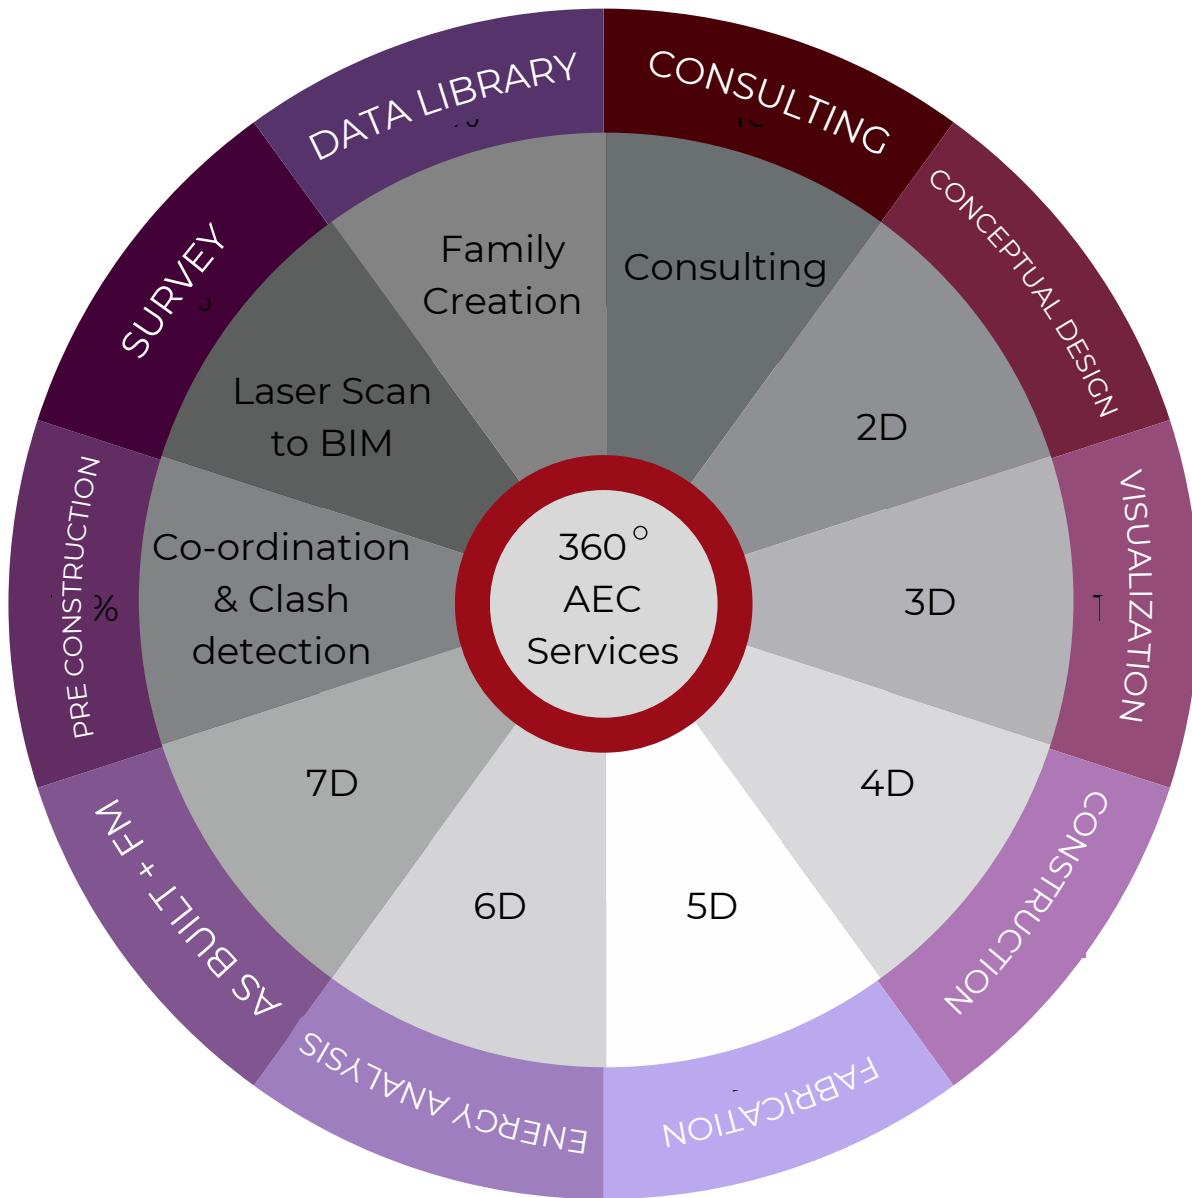 DATA LIBRARY
CONSULTING
CONCEPTUAL DESIGN
VISUALIZATION
CONSTRUCTION
FABRICATION
ENERGY ANALYSIS
AS BUILT + FM
PRE CONSTRUCTION
%
SURVEY
Family
Creation
Consulting
2D
3D
4D
5D
6D
7D
Co-ordination
& Clash
detection
Laser Scan
to BIM
360°
AEC
Services